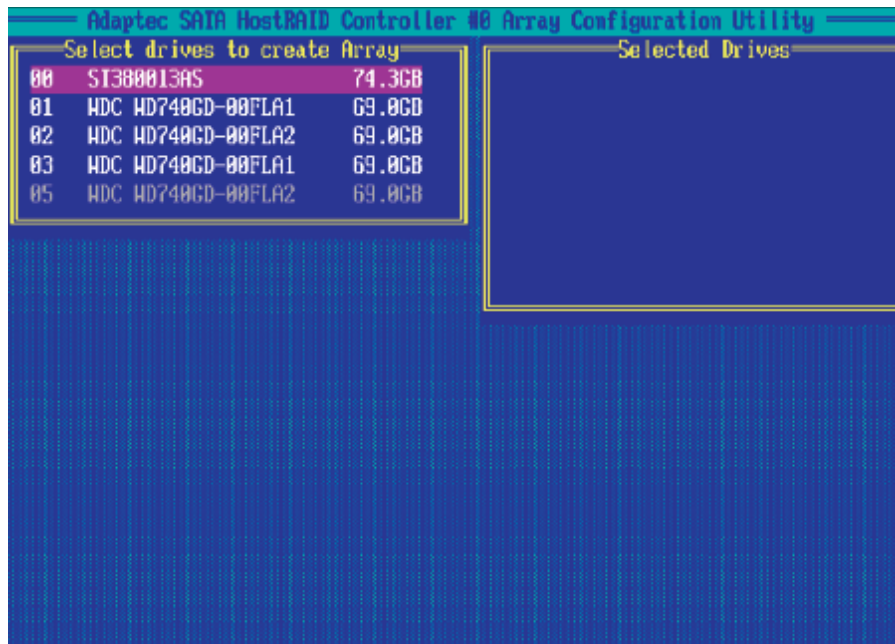 Adaptec SATA HostRAID Controller #0 Array Configuration Utility
Select drives to create Array
Selected Drives
00 ST380013AS 74.3GB
01 WDC WD740GD-00FLA1 69.0GB
02 WDC WD740GD-00FLA2 69.0GB
03 WDC WD740GD-00FLA1 69.0GB
05 WDC WD740GD-00FLA2 69.0GB